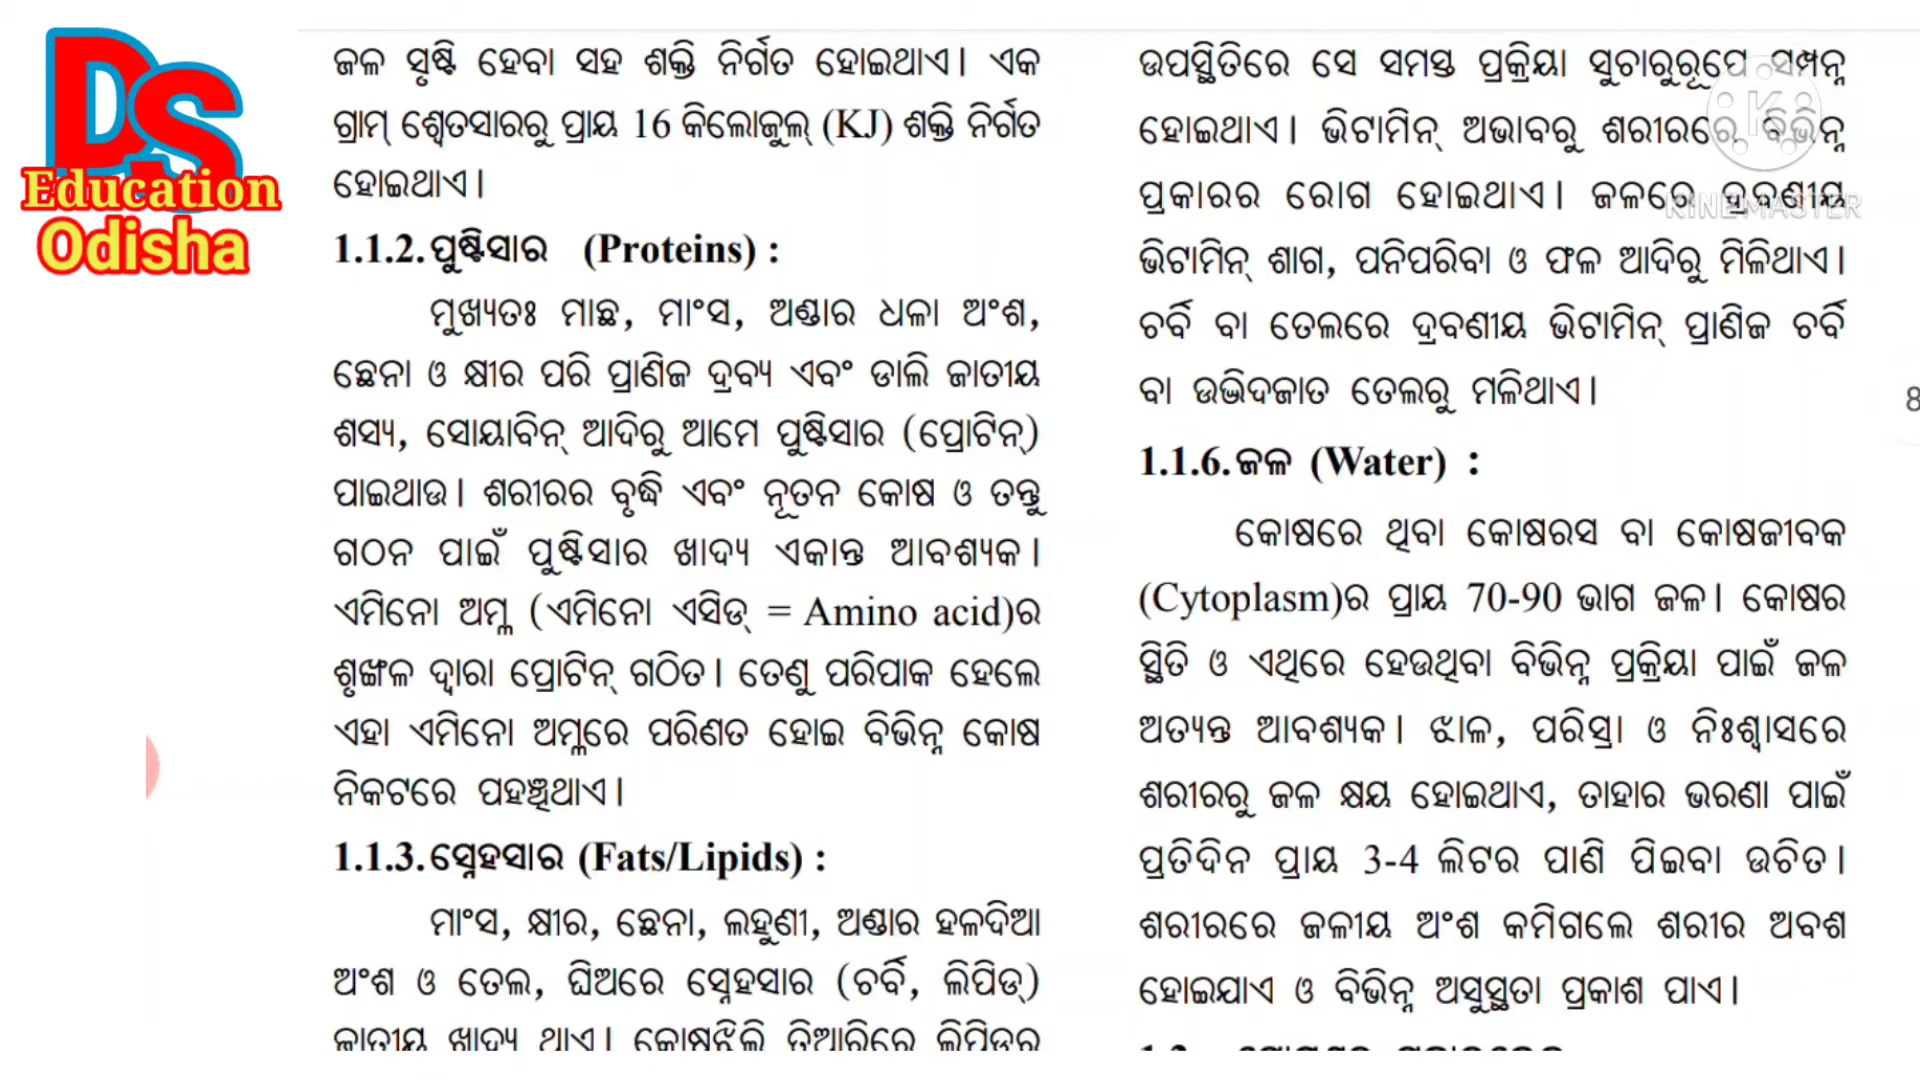 DS
Education
Odisha
ଜଳ ସୃଷ୍ଟି ହେବା ସହ ଶକ୍ତି ନିର୍ଗତ ହୋଇଥାଏ। ଏକ
ଗ୍ରାମ୍ ଶ୍ୱେତସାରରୁ ପ୍ରାୟ 16 କିଲୋଜୁଲ୍ (KJ) ଶକ୍ତି ନିର୍ଗତ
ହୋଇଥାଏ।
1.1.2. ପୁଷ୍ଟିସାର (Proteins) :
ମୁଖ୍ୟତଃ ମାଛ, ମାଂସ, ଅଣ୍ଡାର ଧଳା ଅଂଶ,
ଛେନା ଓ କ୍ଷୀର ପରି ପ୍ରାଣିଜ ଦ୍ରବ୍ୟ ଏବଂ ଡାଲି ଜାତୀୟ
ଶସ୍ୟ, ସୋୟାବିନ୍ ଆଦିରୁ ଆମେ ପୁଷ୍ଟିସାର (ପ୍ରୋଟିନ୍)
ପାଇଥାଉ। ଶରୀରର ବୃଦ୍ଧି ଏବଂ ନୂତନ କୋଷ ଓ ତନ୍ତୁ
ଗଠନ ପାଇଁ ପୁଷ୍ଟିସାର ଖାଦ୍ୟ ଏକାନ୍ତ ଆବଶ୍ୟକ।
ଏମିନୋ ଅମ୍ଳ (ଏମିନୋ ଏସିଡ୍ = Amino acid)ର
ଶୃଙ୍ଖଳ ଦ୍ୱାରା ପ୍ରୋଟିନ୍ ଗଠିତ। ତେଣୁ ପରିପାକ ହେଲେ
ଏହା ଏମିନୋ ଅମ୍ଳରେ ପରିଣତ ହୋଇ ବିଭିନ୍ନ କୋଷ
ନିକଟରେ ପହଞ୍ଚିଥାଏ।
1.1.3. ସ୍ନେହସାର (Fats/Lipids) :
ମାଂସ, କ୍ଷୀର, ଛେନା, ଲହୁଣୀ, ଅଣ୍ଡାର ହଳଦିଆ
ଅଂଶ ଓ ତେଲ, ଘିଅରେ ସ୍ନେହସାର (ଚର୍ବି, ଲିପିଡ୍)
ଜାତୀୟ ଖାଦ୍ୟ ଥାଏ। କୋଷଝିଲି ତିଆରିରେ ଲିପିଡ୍‌ର
ଉପସ୍ଥିତିରେ ସେ ସମସ୍ତ ପ୍ରକ୍ରିୟା ସୁଚାରୁରୂପେ ସମ୍ପନ୍ନ
ହୋଇଥାଏ। ଭିଟାମିନ୍ ଅଭାବରୁ ଶରୀରରେ ବିଭିନ୍ନ
ପ୍ରକାରର ରୋଗ ହୋଇଥାଏ। ଜଳରେ ଦ୍ରବଣୀୟ
ଭିଟାମିନ୍ ଶାଗ, ପନିପରିବା ଓ ଫଳ ଆଦିରୁ ମିଳିଥାଏ।
ଚର୍ବି ବା ତେଲରେ ଦ୍ରବଣୀୟ ଭିଟାମିନ୍ ପ୍ରାଣିଜ ଚର୍ବି
ବା ଉଦ୍ଭିଦଜାତ ତେଲରୁ ମଳିଥାଏ।
1.1.6. ଜଳ (Water) :
କୋଷରେ ଥିବା କୋଷରସ ବା କୋଷଜୀବକ
(Cytoplasm)ର ପ୍ରାୟ 70-90 ଭାଗ ଜଳ। କୋଷର
ସ୍ଥିତି ଓ ଏଥିରେ ହେଉଥିବା ବିଭିନ୍ନ ପ୍ରକ୍ରିୟା ପାଇଁ ଜଳ
ଅତ୍ୟନ୍ତ ଆବଶ୍ୟକ। ଝାଳ, ପରିସ୍ରା ଓ ନିଃଶ୍ୱାସରେ
ଶରୀରରୁ ଜଳ କ୍ଷୟ ହୋଇଥାଏ, ତାହାର ଭରଣା ପାଇଁ
ପ୍ରତିଦିନ ପ୍ରାୟ 3-4 ଲିଟର ପାଣି ପିଇବା ଉଚିତ।
ଶରୀରରେ ଜଳୀୟ ଅଂଶ କମିଗଲେ ଶରୀର ଅବଶ
ହୋଇଯାଏ ଓ ବିଭିନ୍ନ ଅସୁସ୍ଥତା ପ୍ରକାଶ ପାଏ।
K
KINEMASTER
8